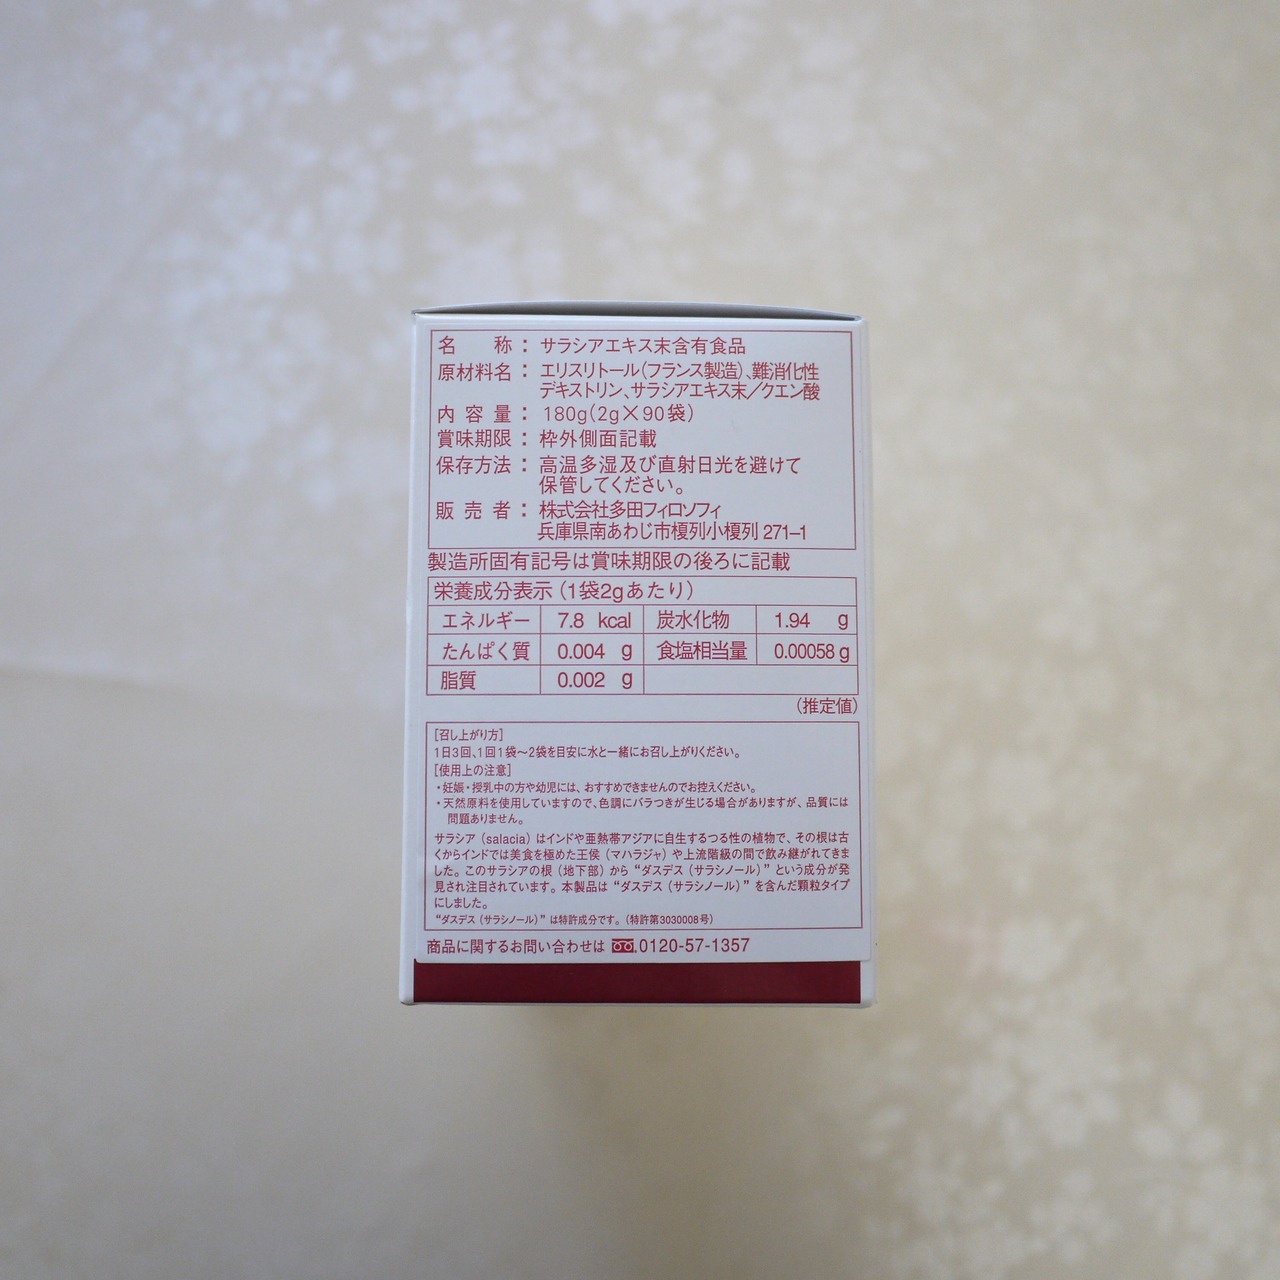 名　称：サラシアエキス末含有食品
原材料名：エリスリトール(フランス製造)、難消化性
デキストリン、サラシアエキス末／クエン酸
内容量：180g(2g×90袋)
賞味期限：枠外側面記載
保存方法：高温多湿及び直射日光を避けて
保管してください。
販売者：株式会社多田フィロソフィ
兵庫県南あわじ市榎列小榎列 271–1
製造所固有記号は賞味期限の後ろに記載
栄養成分表示（1袋2gあたり）
エネルギー 7.8 kcal 炭水化物 1.94 g
たんぱく質 0.004 g 食塩相当量 0.00058 g
脂質 0.002 g
（推定値）
［召し上がり方］
1日3回、1回1袋～2袋を目安に水と一緒にお召し上がりください。
［使用上の注意］
・妊娠・授乳中の方や幼児には、おすすめできませんのでお控えください。
・天然原料を使用していますので、色調にバラつきが生じる場合がありますが、品質には
問題ありません。
サラシア（salacia）はインドや亜熱帯アジアに自生するつる性の植物で、その根は古
くからインドでは美食を極めた王侯（マハラジャ）や上流階級の間で飲み継がれてきま
した。このサラシアの根（地下部）から“ダスデス（サラシノール）”という成分が発
見され注目されています。本製品は“ダスデス（サラシノール）”を含んだ顆粒タイプ
にしました。
“ダスデス（サラシノール）”は特許成分です。（特許第3030008号）
商品に関するお問い合わせは 0120-57-1357